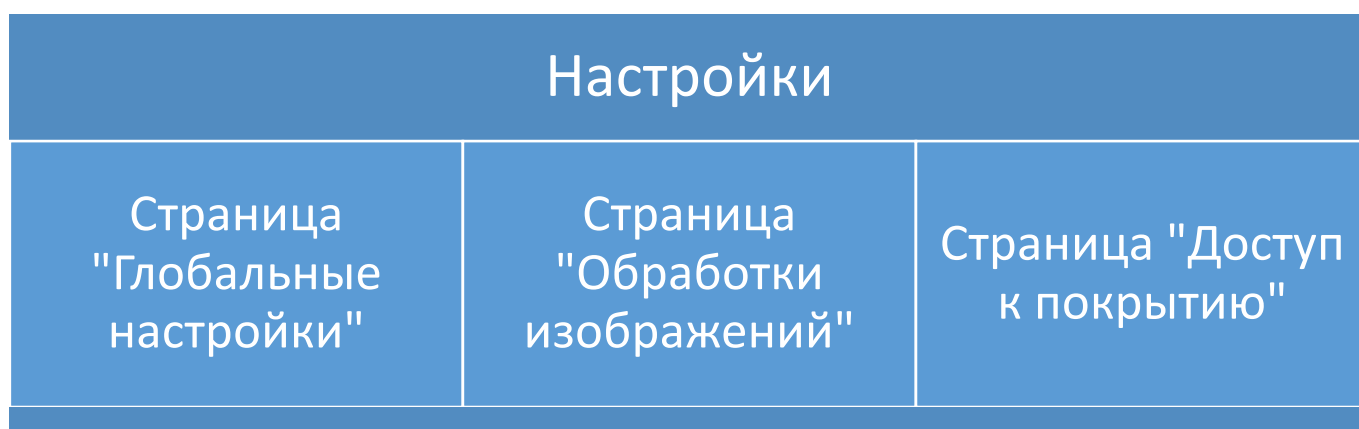 Настройки
Страница
"Глобальные
настройки"
Страница
"Обработки
изображений"
Страница "Доступ
к покрытию"